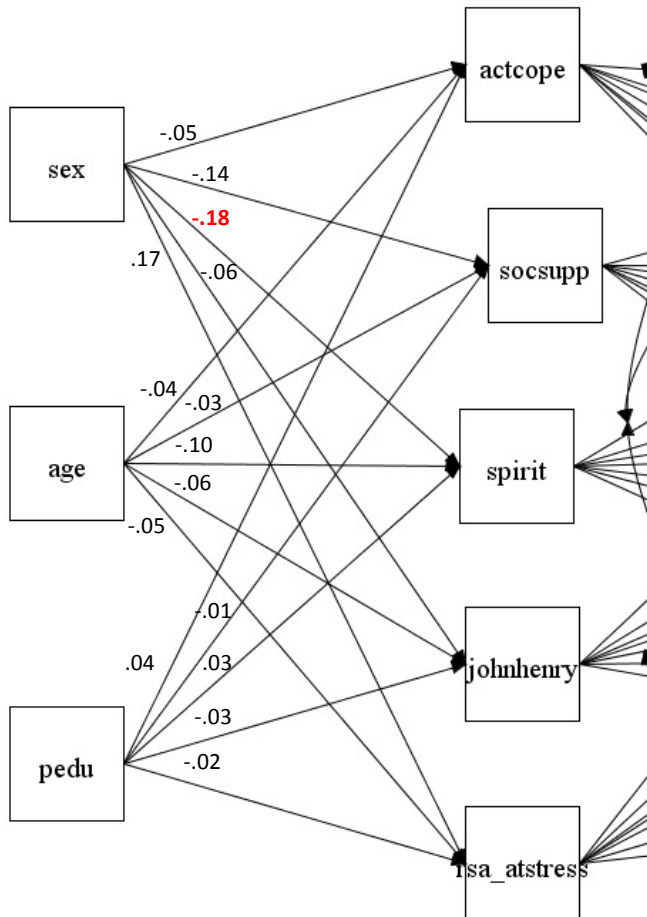 actcope
-.05
sex
-.14
-.18
.17
-.06
socsupp
-.04
-.03
-.10
age
-.06
spirit
-.05
-.01
.04
.03
johnhenry
-.03
pedu
-.02
rsa_atstress